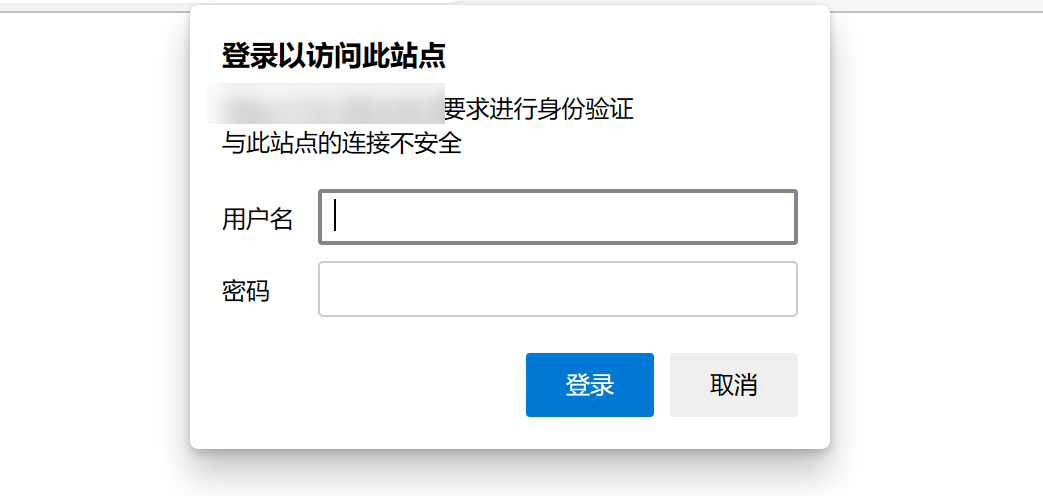 登录以访问此站点
要求进行身份验证
与此站点的连接不安全
用户名
密码
登录 取消